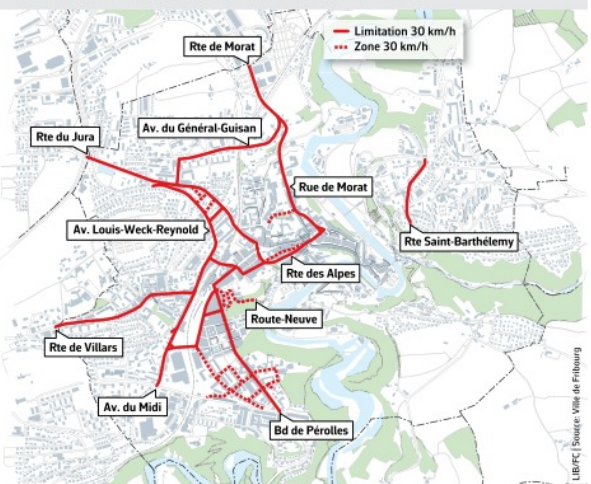 Limitation 30 km/h
Zone 30 km/h
Rte de Morat
Av. du Général-Guisan
Rte du Jura
Rue de Morat
Av. Louis-Weck-Reynold
Rte Saint-Barthélemy
Rte des Alpes
Route-Neuve
Rte de Villars
Av. du Midi
Bd de Pérolles
LIB/FC | Source: Ville de Fribourg